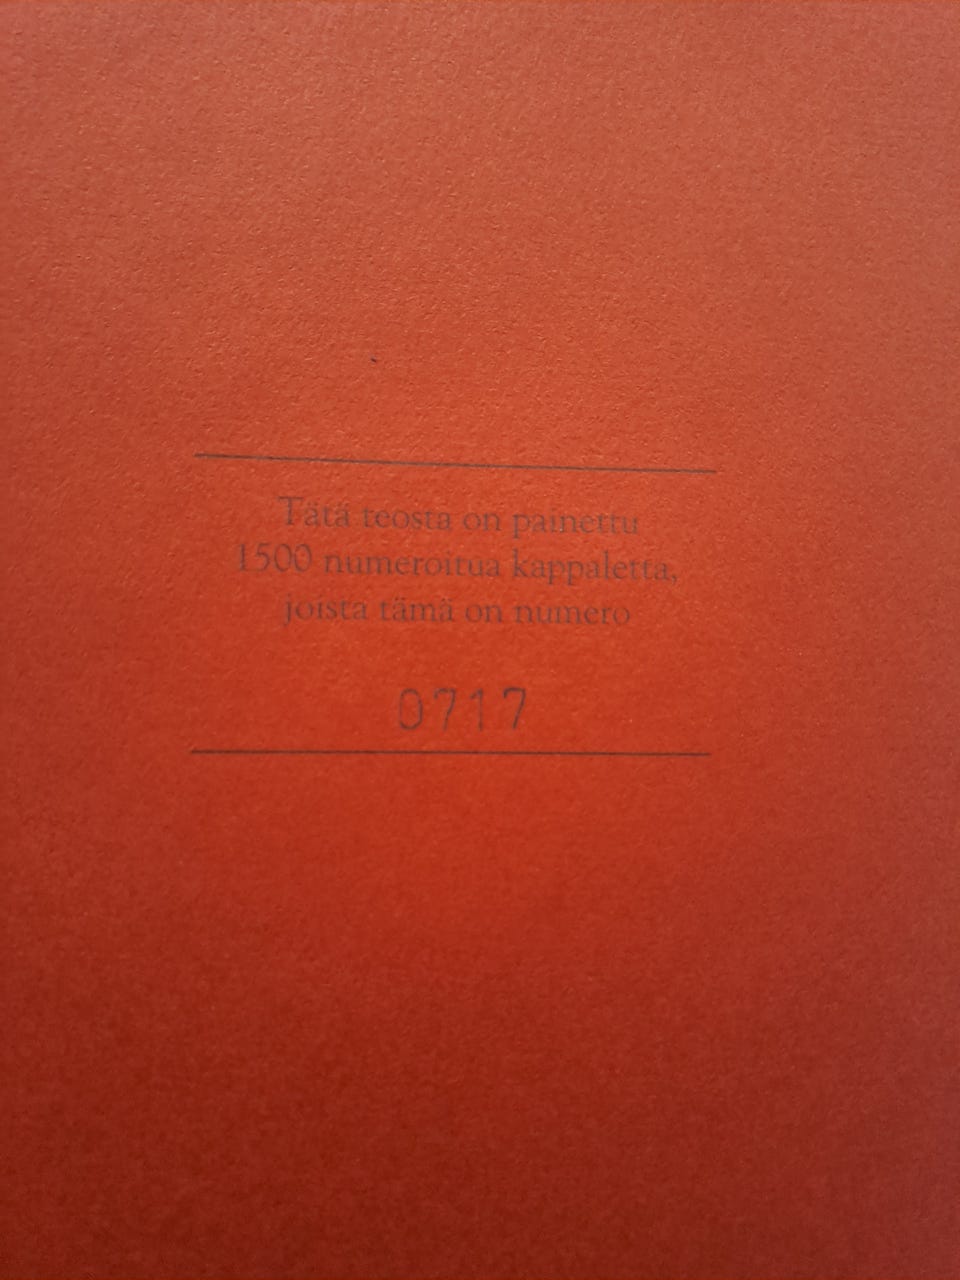 Tätä teosta on painettu
1500 numeroitua kappaletta,
joista tämä on numero
0717